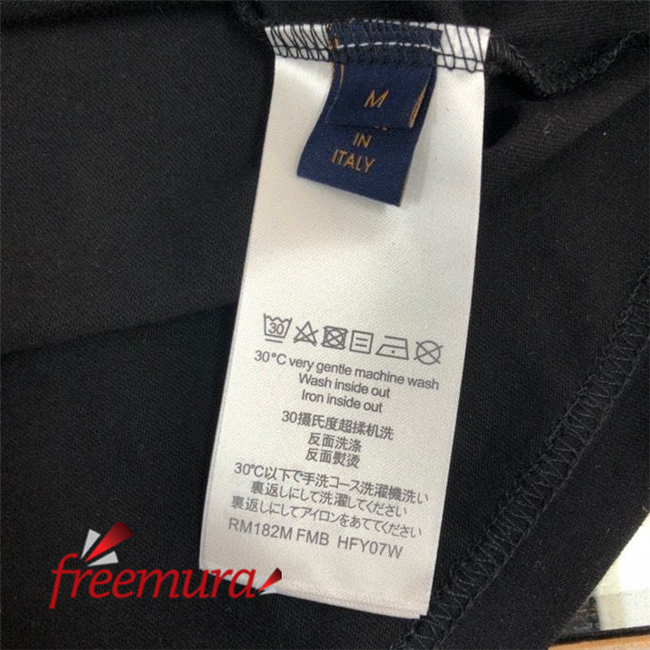 M
IN
ITALY
30
30°C very gentle machine wash
Wash inside out
Iron inside out
30摄氏度超揉机洗
反面洗涤
反面熨烫
30℃以下で手洗コース洗濯機洗い
裏返しにして洗濯してください
裏返しにしてアイロンをあててください
RM182M FMB HFY07W
freemura